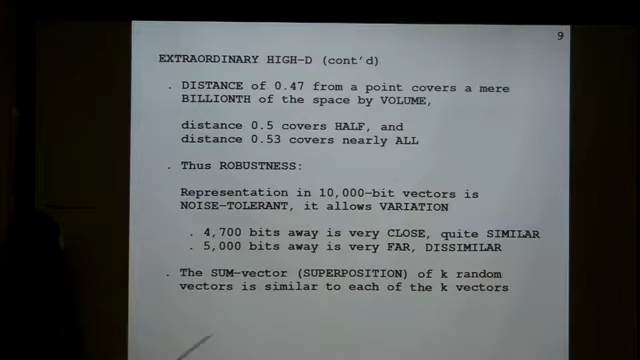 9
EXTRAORDINARY HIGH-D (cont'd)
. DISTANCE of 0.47 from a point covers a mere
BILLIONTH of the space by VOLUME,
distance 0.5 covers HALF, and
distance 0.53 covers nearly ALL
. Thus ROBUSTNESS:
Representation in 10,000-bit vectors is
NOISE-TOLERANT, it allows VARIATION
. 4,700 bits away is very CLOSE, quite SIMILAR
. 5,000 bits away is very FAR, DISSIMILAR
. The SUM-vector (SUPERPOSITION) of k random
vectors is similar to each of the k vectors